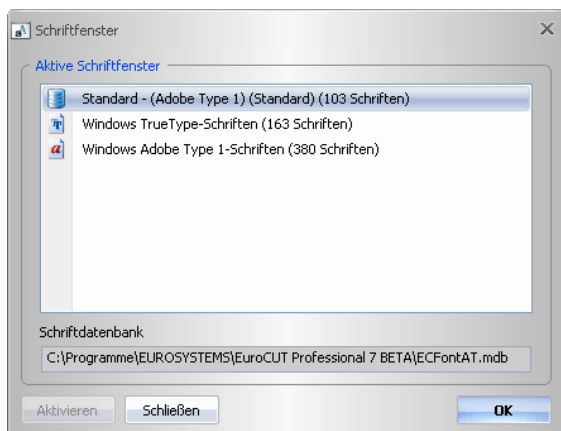 Schriftfenster
Aktive Schriftfenster
Standard - (Adobe Type 1) (Standard) (103 Schriften)
Windows TrueType-Schriften (163 Schriften)
Windows Adobe Type 1-Schriften (380 Schriften)
Schriftdatenbank
C:\Programme\EUROSYSTEMS\EuroCUT Professional 7 BETA\ECFontAT.mdb
Aktivieren Schließen OK